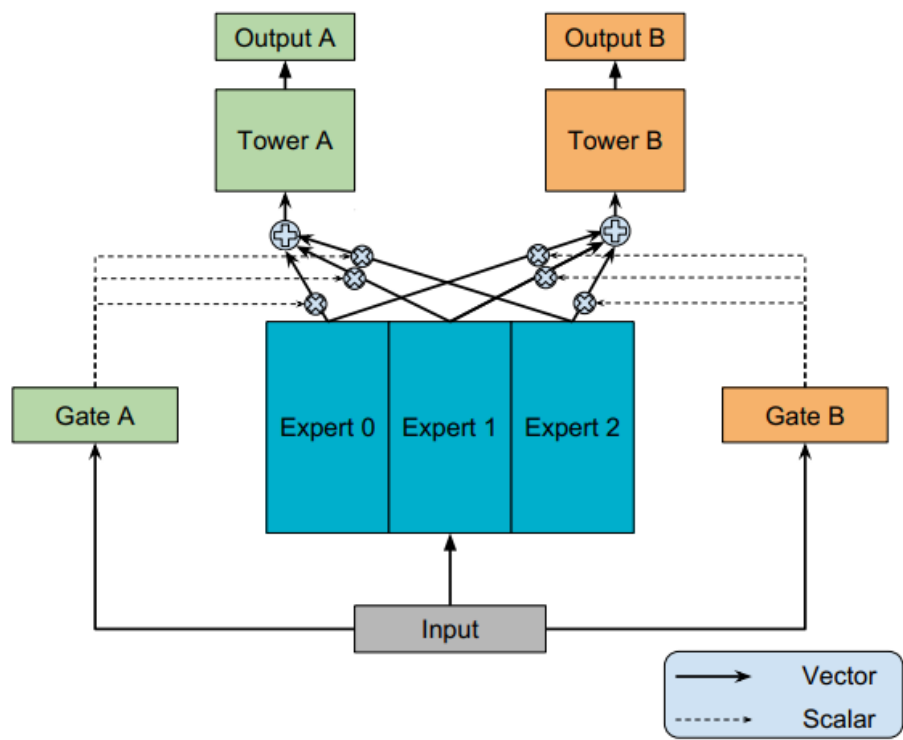 Output A
Output B
Tower A
Tower B
Gate A
Expert 0
Expert 1
Expert 2
Gate B
Input
Vector
Scalar